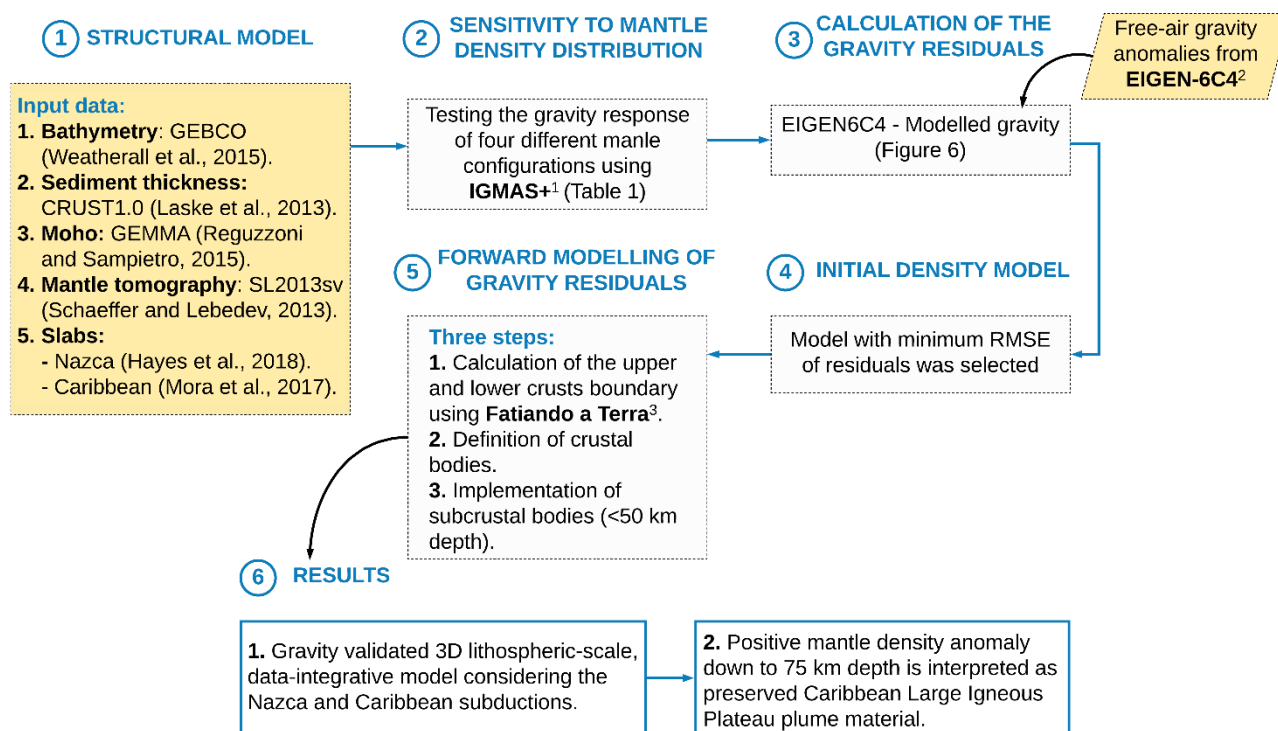 1 STRUCTURAL MODEL
Input data:
1. Bathymetry: GEBCO
(Weatherall et al., 2015).
2. Sediment thickness:
CRUST1.0 (Laske et al., 2013).
3. Moho: GEMMA (Reguzzoni
and Sampietro, 2015).
4. Mantle tomography: SL2013sv
(Schaeffer and Lebedev, 2013).
5. Slabs:
- Nazca (Hayes et al., 2018).
- Caribbean (Mora et al., 2017).
2 SENSITIVITY TO MANTLE
DENSITY DISTRIBUTION
Testing the gravity response
of four different manle
configurations using
IGMAS+¹ (Table 1)
3 CALCULATION OF THE
GRAVITY RESIDUALS
Free-air gravity
anomalies from
EIGEN-6C4²
EIGEN6C4 - Modelled gravity
(Figure 6)
4 INITIAL DENSITY MODEL
Model with minimum RMSE
of residuals was selected
5 FORWARD MODELLING OF
GRAVITY RESIDUALS
Three steps:
1. Calculation of the upper
and lower crusts boundary
using Fatiando a Terra³.
2. Definition of crustal
bodies.
3. Implementation of
subcrustal bodies (<50 km
depth).
6 RESULTS
1. Gravity validated 3D lithospheric-scale,
data-integrative model considering the
Nazca and Caribbean subductions.
2. Positive mantle density anomaly
down to 75 km depth is interpreted as
preserved Caribbean Large Igneous
Plateau plume material.